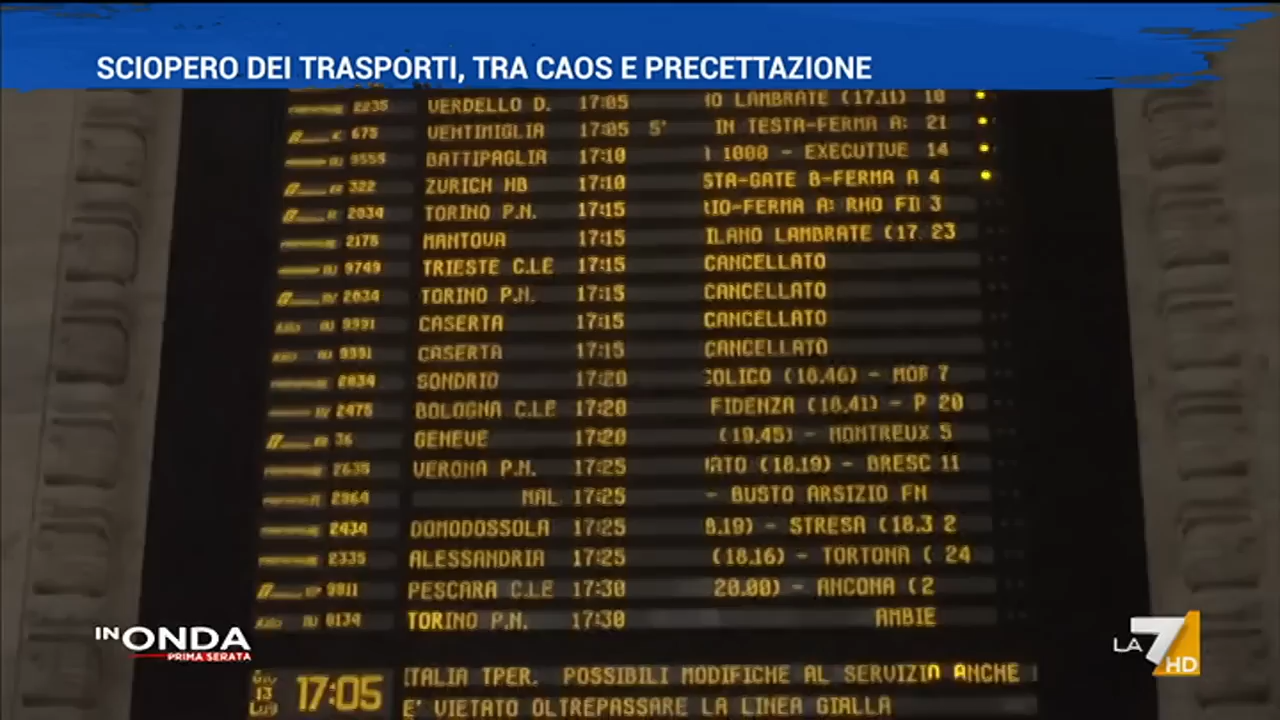 SCIOPERO DEI TRASPORTI, TRA CAOS E PRECETTAZIONE
2235 VERDELLO D. 17:05 IO LAMBRATE (17.11) 10
675 VENTIMIGLIA 17:05 5' IN TESTA-FERMA A: 21
9555 BATTIPAGLIA 17:10 1000 - EXECUTIVE 14
322 ZURICH HB 17:10 STA-GATE B-FERMA A 4
2034 TORINO P.N. 17:15 RIO-FERMA A: RHO FI 3
2175 MANTOVA 17:15 ILANO LAMBRATE (17. 23
9749 TRIESTE C.LE 17:15 CANCELLATO
2034 TORINO P.N. 17:15 CANCELLATO
9991 CASERTA 17:15 CANCELLATO
9991 CASERTA 17:15 CANCELLATO
2834 SONDRIO 17:20 COLICO (18.46) - MOR 7
2475 BOLOGNA C.LE 17:20 FIDENZA (18.41) - P 20
36 GENEVE 17:20 (19.45) - MONTREUX 5
2635 VERONA P.N. 17:25 RATO (18.19) - BRESC 11
2964 MAL 17:25 - BUSTO ARSIZIO FN
2434 DOMODOSSOLA 17:25 8.19) - STRESA (18.3 2
2335 ALESSANDRIA 17:25 (18.16) - TORTONA ( 24
9811 PESCARA C.LE 17:30 20.00) - ANCONA (2
8134 TORINO P.N. 17:30 AMBIE
IN ONDA
PRIMA SERATA
LA7 HD
13 Lug 17:05 ITALIA TPER. POSSIBILI MODIFICHE AL SERVIZIO ANCHE
E' VIETATO OLTREPASSARE LA LINEA GIALLA